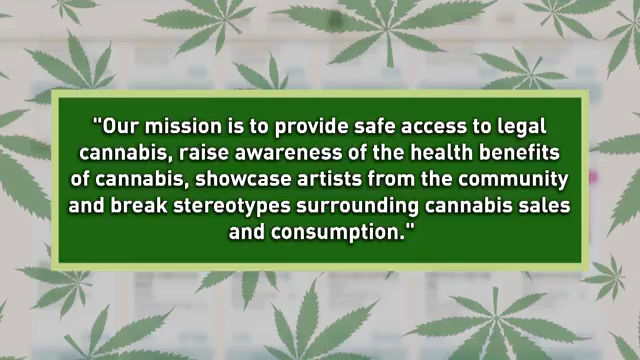 "Our mission is to provide safe access to legal
cannabis, raise awareness of the health benefits
of cannabis, showcase artists from the community
and break stereotypes surrounding cannabis sales
and consumption."